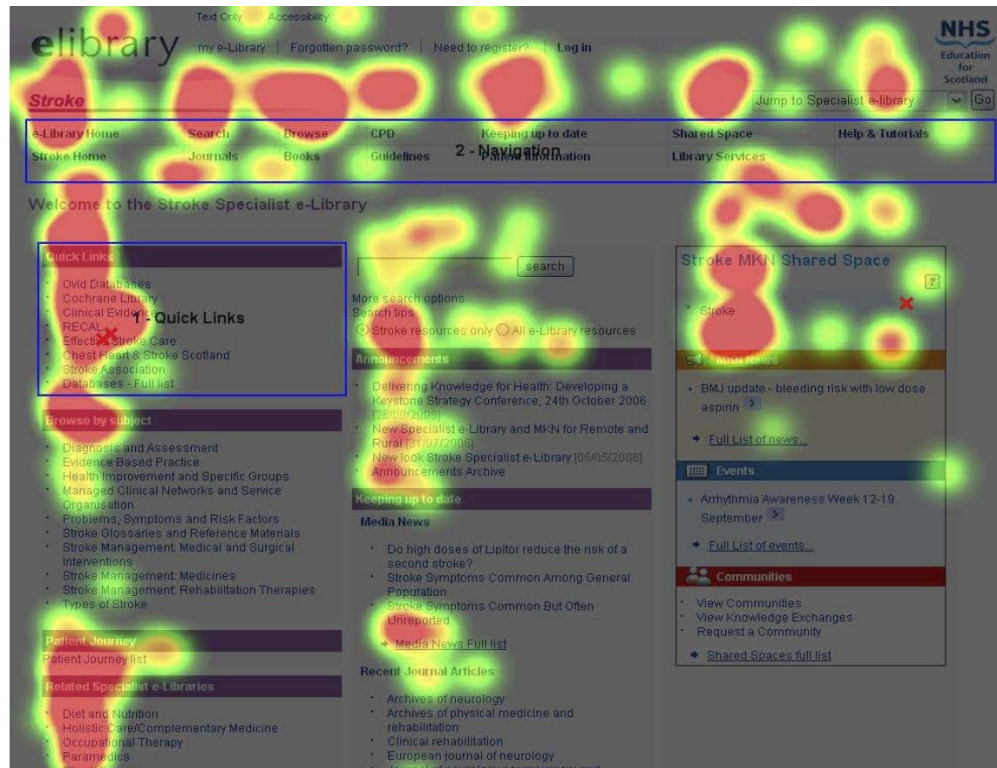 Text Only Accessibility
elibrary
my e-Library | Forgotten password? | Need to register? | Log in
NHS
Education
for
Scotland
Stroke
Jump to Specialist e-library Go
e-Library Home Search Browse CPD Keeping up to date Shared Space Help & Tutorials
Stroke Home Journals Books Guidelines Patient Information Library Services
2 - Navigation
Welcome to the Stroke Specialist e-Library
Quick Links
Ovid Databases
Cochrane Library
Clinical Evidence
RECAL
Effective Stroke Care
Chest Heart & Stroke Scotland
Stroke Association
Databases - Full list
1 - Quick Links
Browse by subject
Diagnosis and Assessment
Evidence Based Practice
Health Improvement and Specific Groups
Managed Clinical Networks and Service
Organisation
Problems, Symptoms and Risk Factors
Stroke Glossaries and Reference Materials
Stroke Management: Medical and Surgical
Interventions
Stroke Management: Medicines
Stroke Management: Rehabilitation Therapies
Types of Stroke
Patient Journey
Patient Journey list
Related Specialist e-Libraries
Diet and Nutrition
Holistic Care/Complementary Medicine
Occupational Therapy
Paramedics
search
More search options
Search tips
Stroke resources only All e-Library resources
Announcements
Delivering Knowledge for Health: Developing a
Keystone Strategy Conference, 24th October 2006
[26/09/2006]
New Specialist e-Library and MKN for Remote and
Rural [31/07/2006]
New look Stroke Specialist e-Library [05/05/2006]
Announcements Archive
Keeping up to date
Media News
Do high doses of Lipitor reduce the risk of a
second stroke?
Stroke Symptoms Common Among General
Population
Stroke Symptoms Common But Often
Unreported
Media News Full list
Recent Journal Articles
Archives of neurology
Archives of physical medicine and
rehabilitation
Clinical rehabilitation
European journal of neurology
Stroke MKN Shared Space
?
Stroke
MKN News
BMJ update - bleeding risk with low dose
aspirin
Full List of news...
Events
Arrhythmia Awareness Week 12-19
September
Full List of events...
Communities
View Communities
View Knowledge Exchanges
Request a Community
Shared Spaces full list